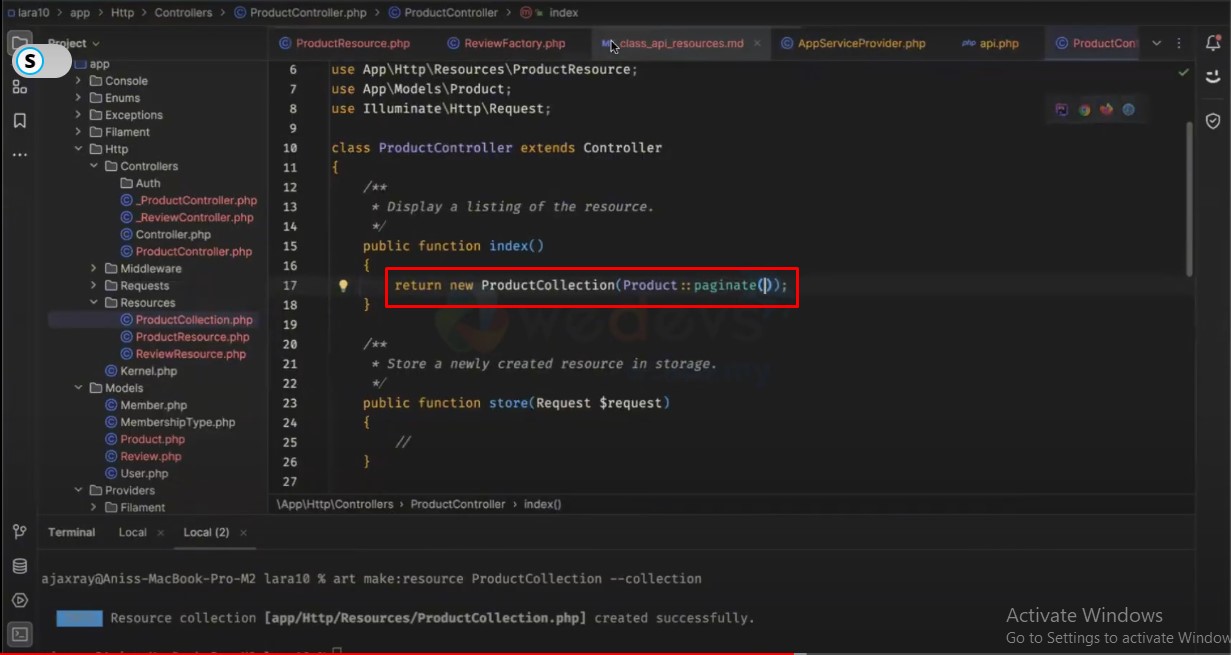 lara10 > app > Http > Controllers > ProductController.php > ProductController > m index
Project
ProductResource.php ReviewFactory.php M↓ class_api_resources.md × AppServiceProvider.php php api.php ProductCon
S
app
Console
Enums
Exceptions
Filament
Http
Controllers
Auth
_ProductController.php
_ReviewController.php
Controller.php
ProductController.php
Middleware
Requests
Resources
ProductCollection.php
ProductResource.php
ReviewResource.php
Kernel.php
Models
Member.php
MembershipType.php
Product.php
Review.php
User.php
Providers
Filament
6 use App\Http\Resources\ProductResource;
7 use App\Models\Product;
8 use Illuminate\Http\Request;
9
10 class ProductController extends Controller
11 {
12 /**
13 * Display a listing of the resource.
14 */
15 public function index()
16 {
17 return new ProductCollection(Product::paginate());
18 }
19
20 /**
21 * Store a newly created resource in storage.
22 */
23 public function store(Request $request)
24 {
25 //
26 }
27
wedevs
\App\Http\Controllers > ProductController > index()
Terminal Local × Local (2) ×
ajaxray@Aniss-MacBook-Pro-M2 lara10 % art make:resource ProductCollection --collection
Resource collection [app/Http/Resources/ProductCollection.php] created successfully.
Activate Windows
Go to Settings to activate Window